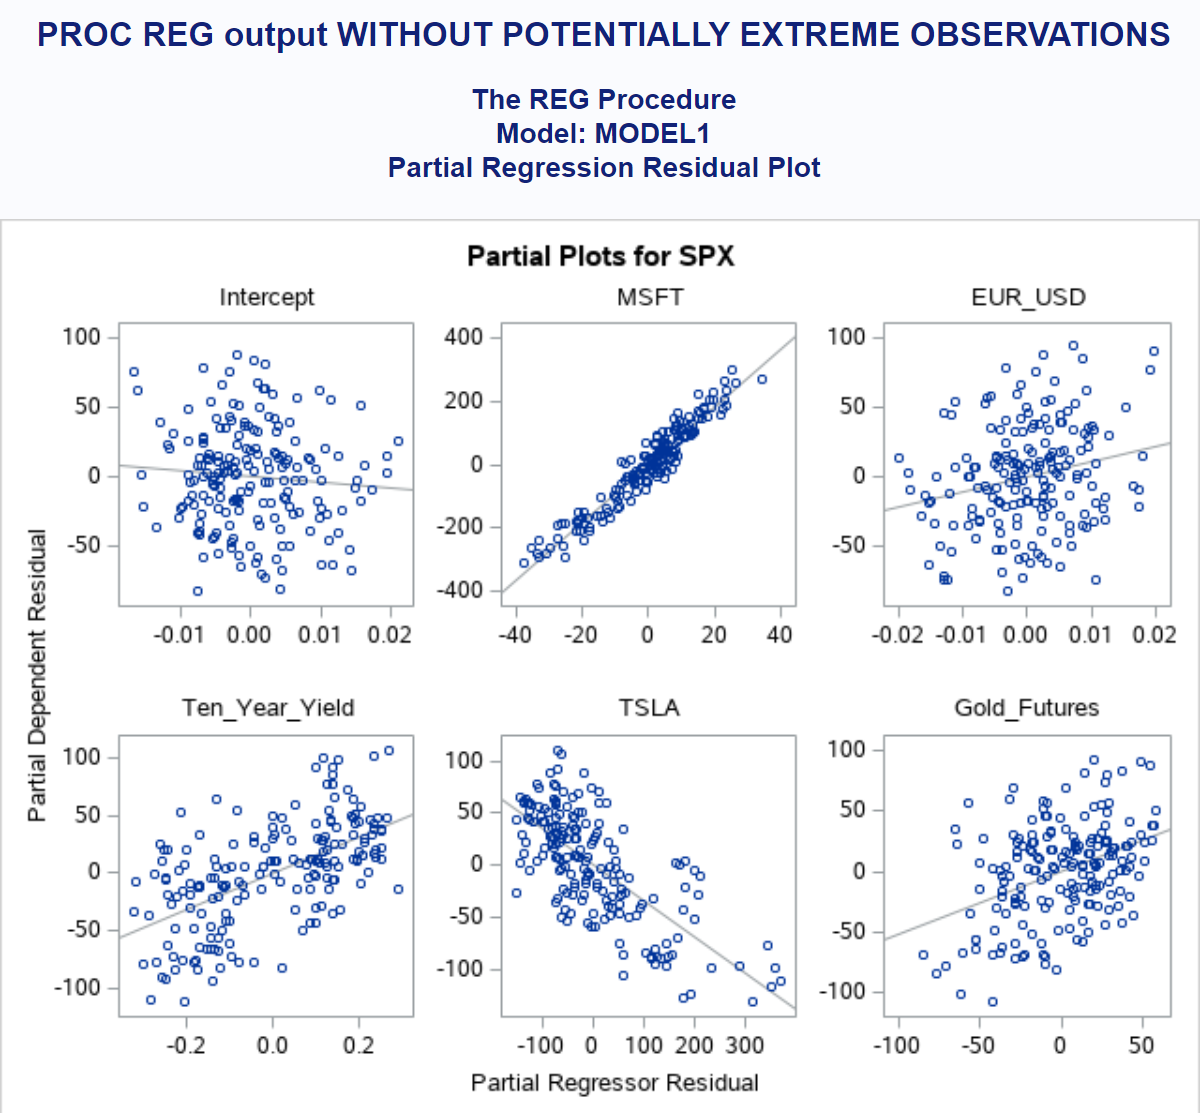 PROC REG output WITHOUT POTENTIALLY EXTREME OBSERVATIONS
The REG Procedure
Model: MODEL1
Partial Regression Residual Plot
Partial Plots for SPX
Intercept
MSFT
EUR_USD
100
50
0
-50
-0.01 0.00 0.01 0.02
400
200
0
-200
-400
-40 -20 0 20 40
100
50
0
-50
-0.02 -0.01 0.00 0.01 0.02
Partial Dependent Residual
Ten_Year_Yield
TSLA
Gold_Futures
100
50
0
-50
-100
-0.2 0.0 0.2
100
50
0
-50
-100
-100 0 100 200 300
100
50
0
-50
-100
-100 -50 0 50
Partial Regressor Residual